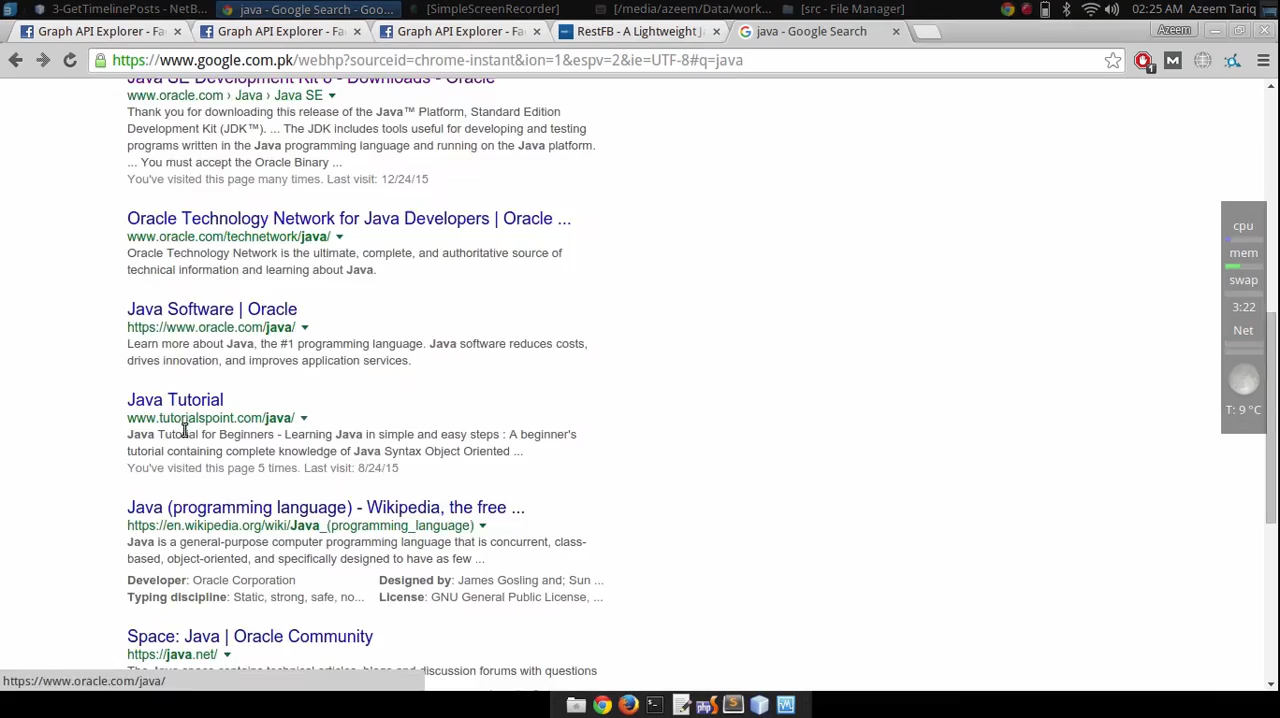 3-GetTimelinePosts - NetB...
java - Google Search - Goo...
[SimpleScreenRecorder]
[/media/azeem/Data/work...
[src - File Manager]
02:25 AM Azeem Tariq
Graph API Explorer - Fa
Graph API Explorer - Fa
Graph API Explorer - Fa
RestFB - A Lightweight J
java - Google Search
Azeem
https://www.google.com.pk/webhp?sourceid=chrome-instant&ion=1&espv=2&ie=UTF-8#q=java
1
Java SE Development Kit 8 - Downloads - Oracle
www.oracle.com › Java › Java SE
Thank you for downloading this release of the Java™ Platform, Standard Edition
Development Kit (JDK™). ... The JDK includes tools useful for developing and testing
programs written in the Java programming language and running on the Java platform.
... You must accept the Oracle Binary ...
You've visited this page many times. Last visit: 12/24/15
Oracle Technology Network for Java Developers | Oracle ...
www.oracle.com/technetwork/java/
Oracle Technology Network is the ultimate, complete, and authoritative source of
technical information and learning about Java.
Java Software | Oracle
https://www.oracle.com/java/
Learn more about Java, the #1 programming language. Java software reduces costs,
drives innovation, and improves application services.
Java Tutorial
www.tutorialspoint.com/java/
Java Tutorial for Beginners - Learning Java in simple and easy steps : A beginner's
tutorial containing complete knowledge of Java Syntax Object Oriented ...
You've visited this page 5 times. Last visit: 8/24/15
Java (programming language) - Wikipedia, the free ...
https://en.wikipedia.org/wiki/Java_(programming_language)
Java is a general-purpose computer programming language that is concurrent, class-
based, object-oriented, and specifically designed to have as few ...
Developer: Oracle Corporation Designed by: James Gosling and; Sun ...
Typing discipline: Static, strong, safe, no... License: GNU General Public License, ...
Space: Java | Oracle Community
https://java.net/
discussion forums with questions
https://www.oracle.com/java/
cpu
mem
swap
3:22
Net
T: 9 °C